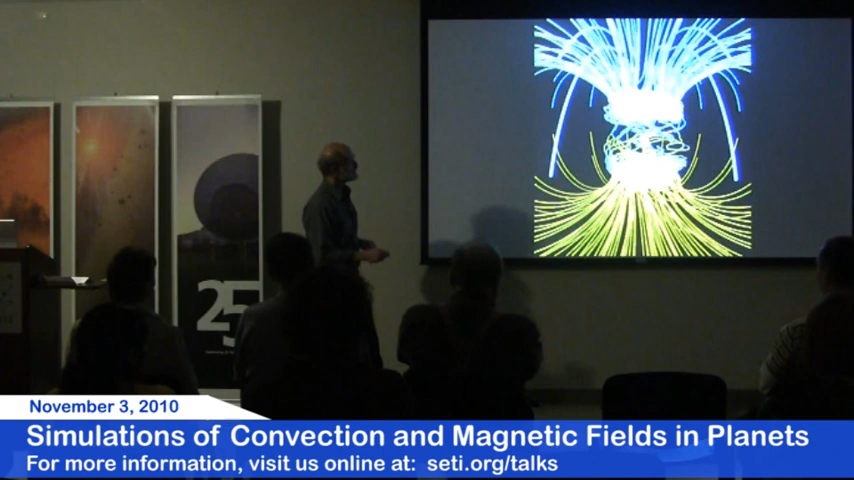 25
November 3, 2010
Simulations of Convection and Magnetic Fields in Planets
For more information, visit us online at: seti.org/talks